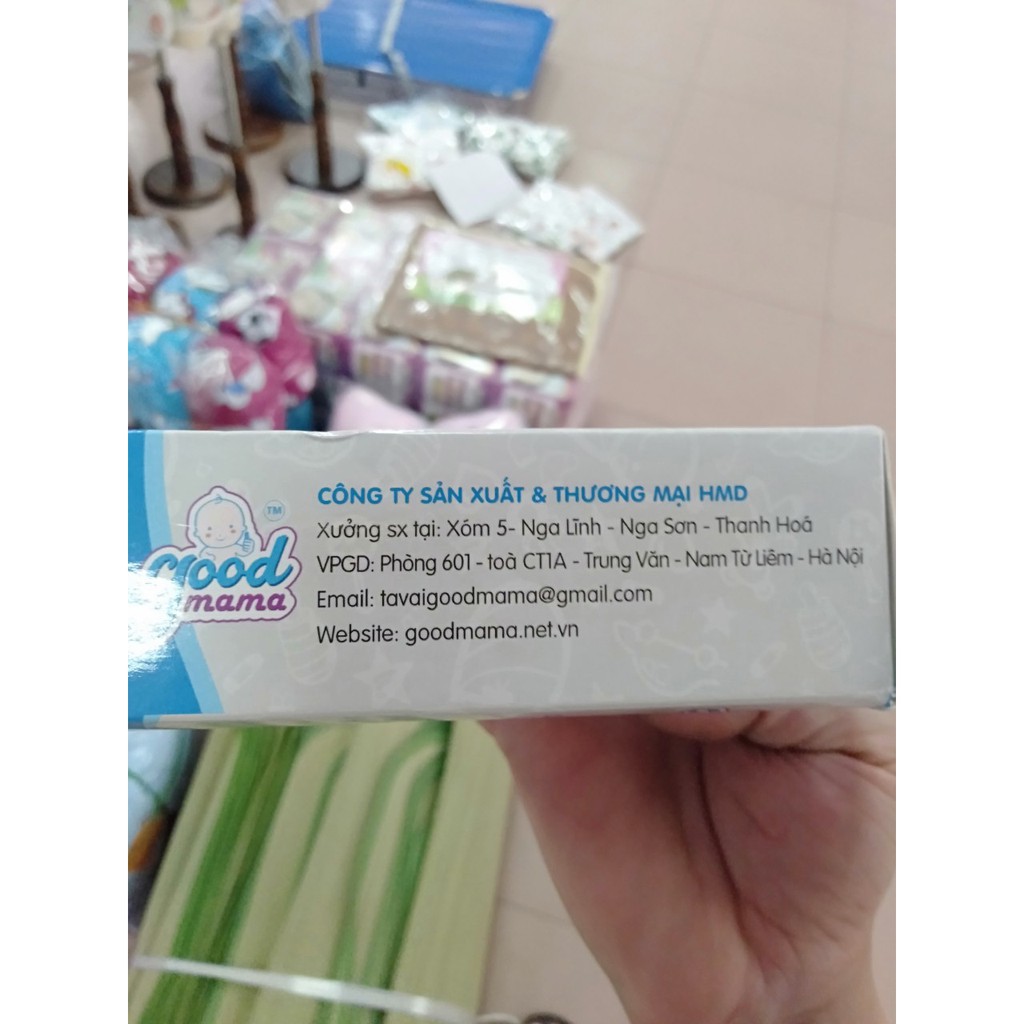 good
mama
TM
CÔNG TY SẢN XUẤT & THƯƠNG MẠI HMD
Xưởng sx tại: Xóm 5- Nga Lĩnh - Nga Sơn - Thanh Hoá
VPGD: Phòng 601 - toà CT1A - Trung Văn - Nam Từ Liêm - Hà Nội
Email: tavaigoodmama@gmail.com
Website: goodmama.net.vn